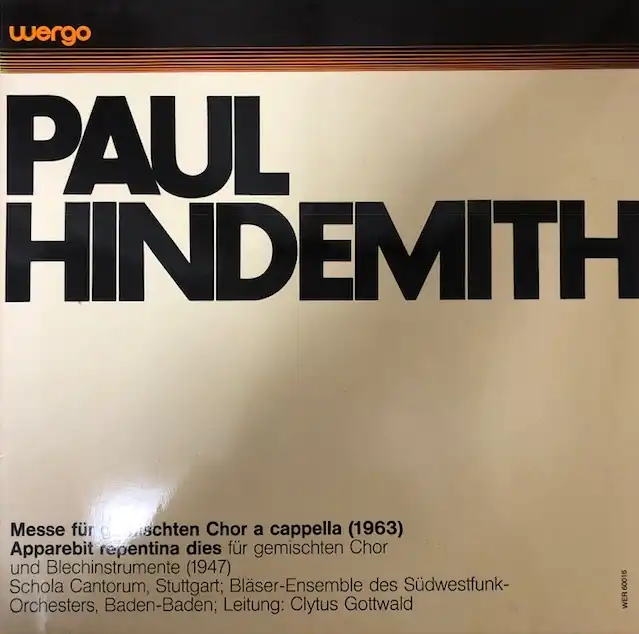 wergo
PAUL
HINDEMITH
Messe für gemischten Chor a cappella (1963)
Apparebit repentina dies für gemischten Chor
und Blechinstrumente (1947)
Schola Cantorum, Stuttgart; Bläser-Ensemble des Südwestfunk-
Orchesters, Baden-Baden; Leitung: Clytus Gottwald
WER 60016